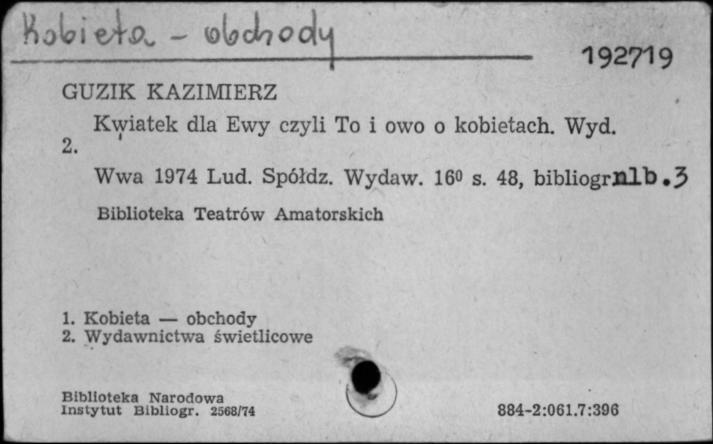 Kobieta - obchody
192719
GUZIK KAZIMIERZ
Kwiatek dla Ewy czyli To i owo o kobietach. Wyd.
2.
Wwa 1974 Lud. Spółdz. Wydaw. 16⁰ s. 48, bibliogr nlb.3
Biblioteka Teatrów Amatorskich
1. Kobieta — obchody
2. Wydawnictwa świetlicowe
Biblioteka Narodowa
Instytut Bibliogr. 2568/74
884-2:061.7:396